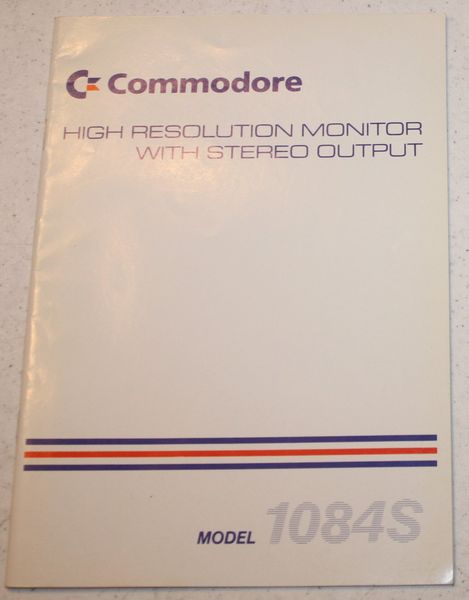 Commodore
HIGH RESOLUTION MONITOR
WITH STEREO OUTPUT
MODEL 1084S